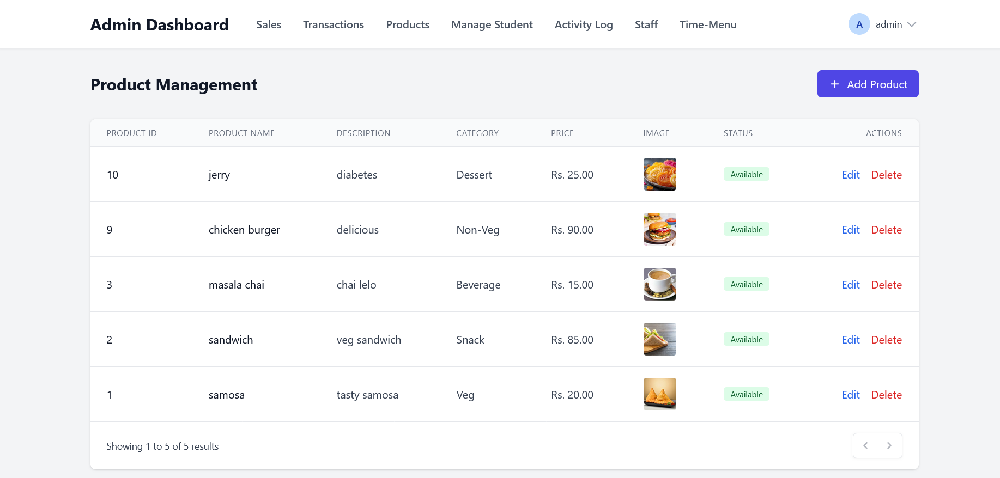 Admin Dashboard Sales Transactions Products Manage Student Activity Log Staff Time-Menu A admin
Product Management + Add Product
PRODUCT ID PRODUCT NAME DESCRIPTION CATEGORY PRICE IMAGE STATUS ACTIONS
10 jerry diabetes Dessert Rs. 25.00 Available Edit Delete
9 chicken burger delicious Non-Veg Rs. 90.00 Available Edit Delete
3 masala chai chai lelo Beverage Rs. 15.00 Available Edit Delete
2 sandwich veg sandwich Snack Rs. 85.00 Available Edit Delete
1 samosa tasty samosa Veg Rs. 20.00 Available Edit Delete
Showing 1 to 5 of 5 results